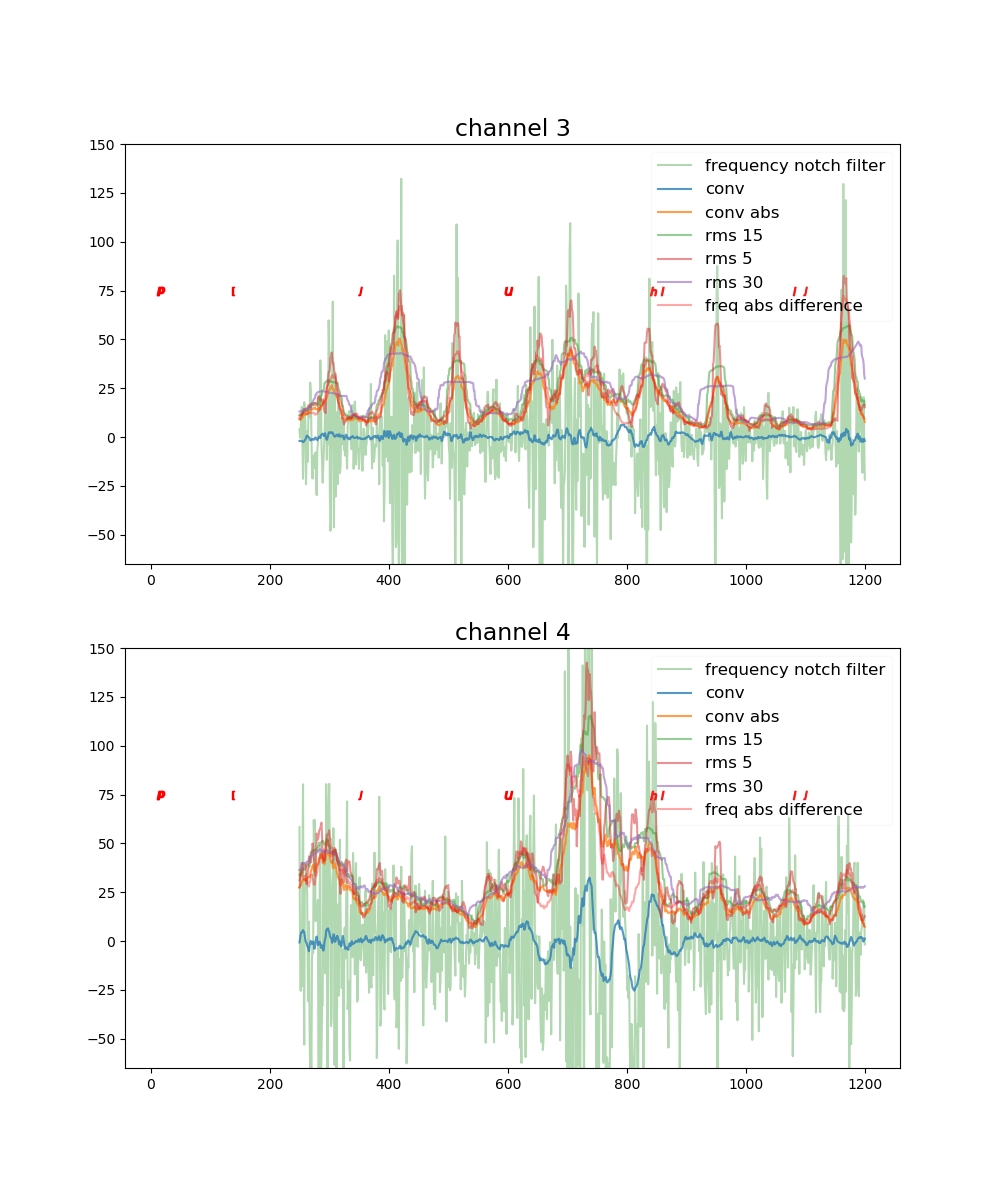 channel 3
150
125
100
75
50
25
0
−25
−50
frequency notch filter
conv
conv abs
rms 15
rms 5
rms 30
freq abs difference
0 200 400 600 800 1000 1200
channel 4
150
125
100
75
50
25
0
−25
−50
frequency notch filter
conv
conv abs
rms 15
rms 5
rms 30
freq abs difference
0 200 400 600 800 1000 1200